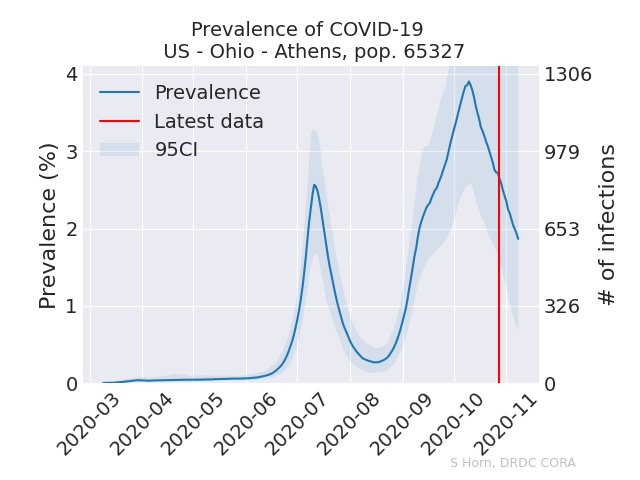 Prevalence of COVID-19
US - Ohio - Athens, pop. 65327
Prevalence
Latest data
95CI
Prevalence (%)
4
3
2
1
0
1306
979
653
326
0
# of infections
2020-03
2020-04
2020-05
2020-06
2020-07
2020-08
2020-09
2020-10
2020-11
S Horn, DRDC CORA